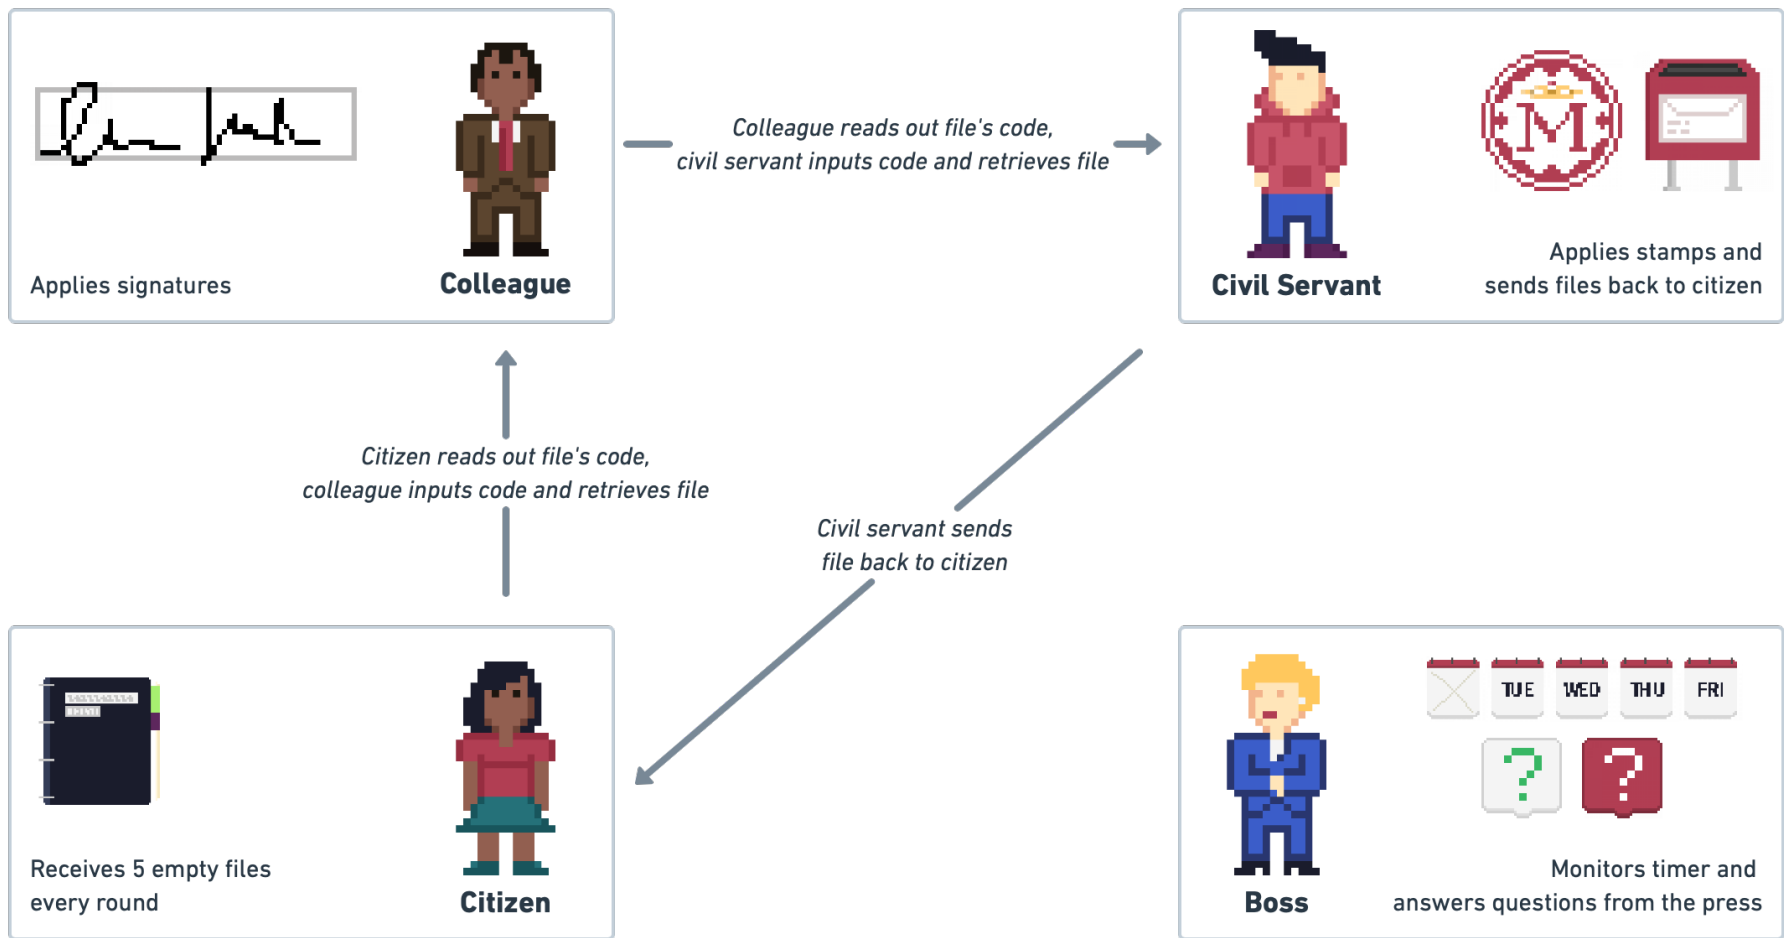 Applies signatures
Colleague
Colleague reads out file's code,
civil servant inputs code and retrieves file
M
Civil Servant
Applies stamps and
sends files back to citizen
Citizen reads out file's code,
colleague inputs code and retrieves file
Civil servant sends
file back to citizen
Receives 5 empty files
every round
Citizen
TUE WED THU FRI
? ?
Boss
Monitors timer and
answers questions from the press